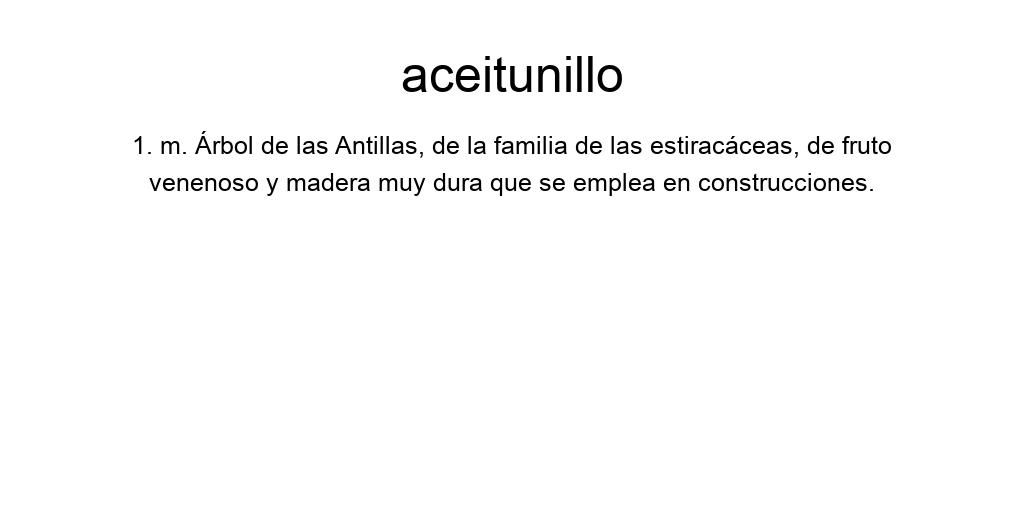 aceitunillo
1. m. Árbol de las Antillas, de la familia de las estiracáceas, de fruto
venenoso y madera muy dura que se emplea en construcciones.